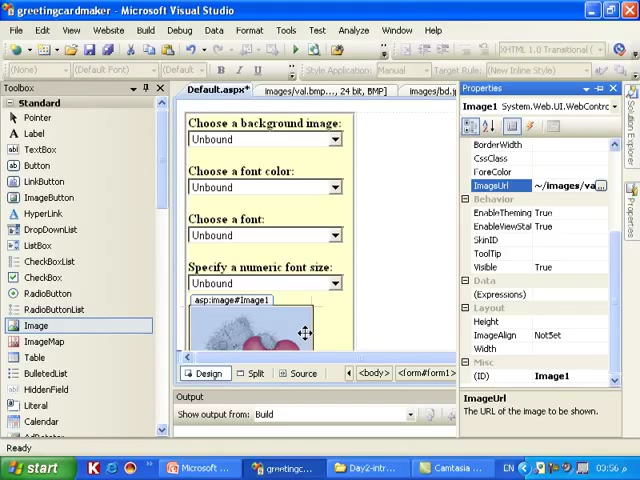 greetingcardmaker - Microsoft Visual Studio
File Edit View Website Build Debug Data Format Tools Test Analyze Window Help
XHTML 1.0 Transitional (
(None) (Default Font) (Default Style Application: Manual Target Rule: (New Inline Style)
Toolbox
Standard
Pointer
Label
TextBox
Button
LinkButton
ImageButton
HyperLink
DropDownList
ListBox
CheckBoxList
CheckBox
RadioButton
RadioButtonList
Image
ImageMap
Table
BulletedList
HiddenField
Literal
Calendar
AdRotator
Default.aspx* images/val.bmp..., 24 bit, BMP] images/bd.j
Choose a background image:
Unbound
Choose a font color:
Unbound
Choose a font:
Unbound
Specify a numeric font size:
Unbound
asp:image#Image1
Design Split Source <body> <form#form1>
Output
Show output from: Build
Properties
Image1 System.Web.UI.WebContro
BorderWidth
CssClass
ForeColor
ImageUrl ~/images/va ...
Behavior
EnableTheming True
EnableViewStat True
SkinID
ToolTip
Visible True
Data
(Expressions)
Layout
Height
ImageAlign NotSet
Width
Misc
(ID) Image1
ImageUrl
The URL of the image to be shown.
Solution Explorer
Properties
Ready
start Microsoft ... greetingc... Day2-intr... Camtasia ... EN 03:56 م